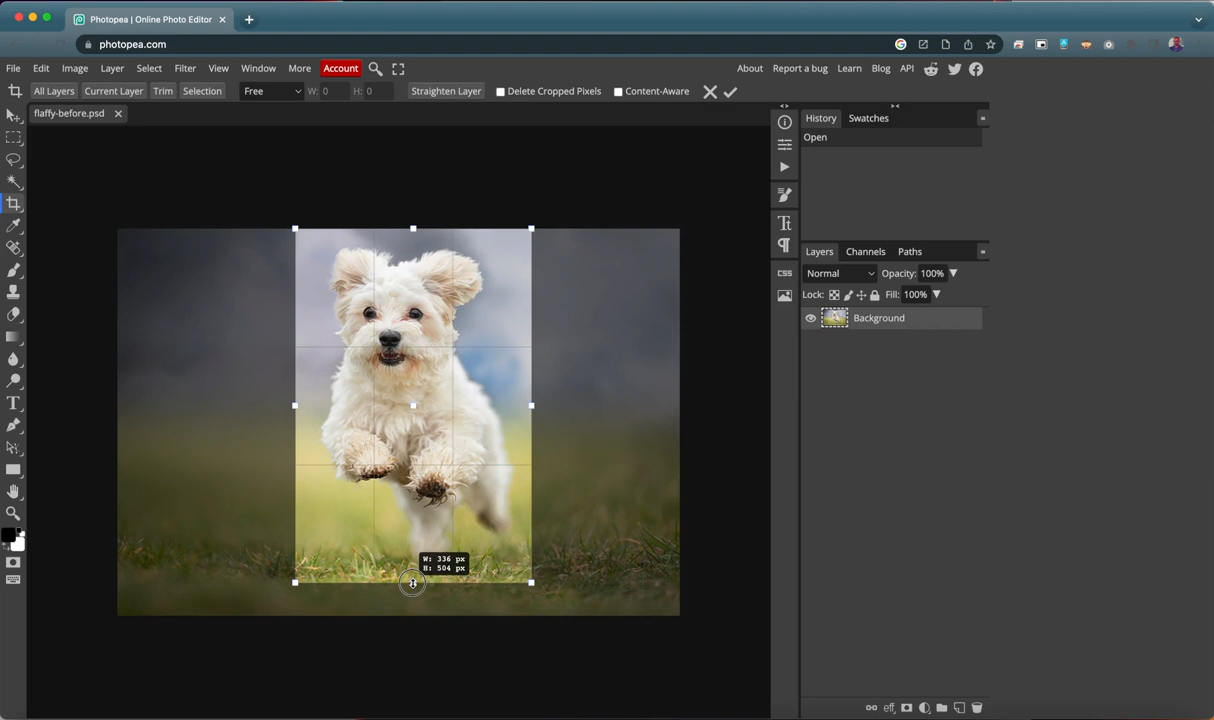 Photopea | Online Photo Editor
photopea.com
File Edit Image Layer Select Filter View Window More Account About Report a bug Learn Blog API
All Layers Current Layer Trim Selection Free W: 0 H: 0 Straighten Layer Delete Cropped Pixels Content-Aware
flaffy-before.psd
History Swatches
Open
Layers Channels Paths
Normal Opacity: 100%
Lock: Fill: 100%
Background
CSS
W: 336 px
H: 504 px
eff